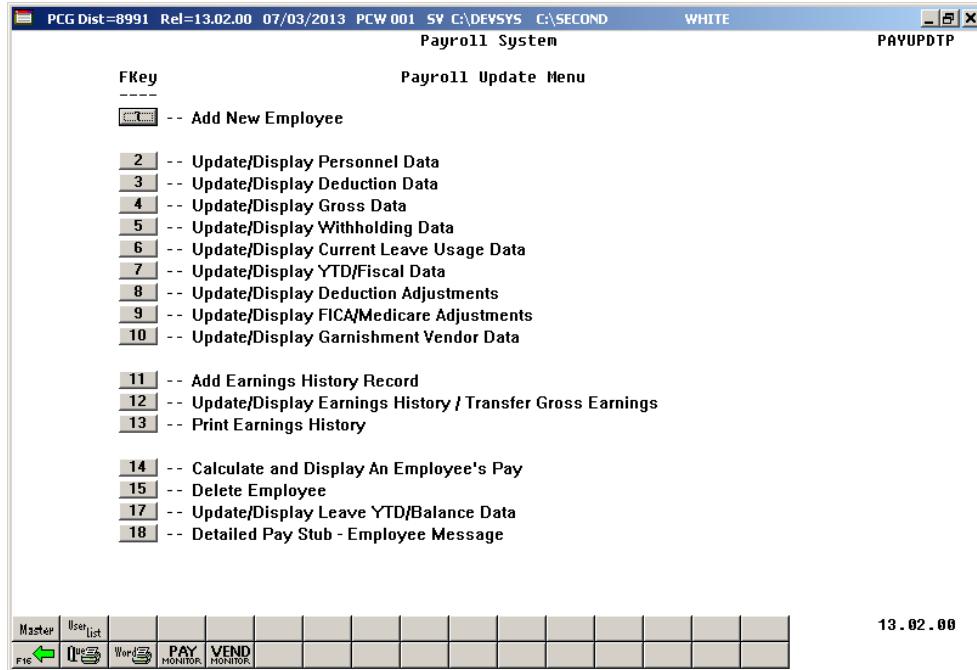 PCG Dist=8991 Rel=13.02.00 07/03/2013 PCW 001 SV C:\DEVSYS C:\SECOND WHITE
Payroll System PAYUPDTP
FKey Payroll Update Menu
----
1 -- Add New Employee
2 -- Update/Display Personnel Data
3 -- Update/Display Deduction Data
4 -- Update/Display Gross Data
5 -- Update/Display Withholding Data
6 -- Update/Display Current Leave Usage Data
7 -- Update/Display YTD/Fiscal Data
8 -- Update/Display Deduction Adjustments
9 -- Update/Display FICA/Medicare Adjustments
10 -- Update/Display Garnishment Vendor Data
11 -- Add Earnings History Record
12 -- Update/Display Earnings History / Transfer Gross Earnings
13 -- Print Earnings History
14 -- Calculate and Display An Employee's Pay
15 -- Delete Employee
17 -- Update/Display Leave YTD/Balance Data
18 -- Detailed Pay Stub - Employee Message
Master User List 13.02.00
F16 Que Word PAY MONITOR VEND MONITOR